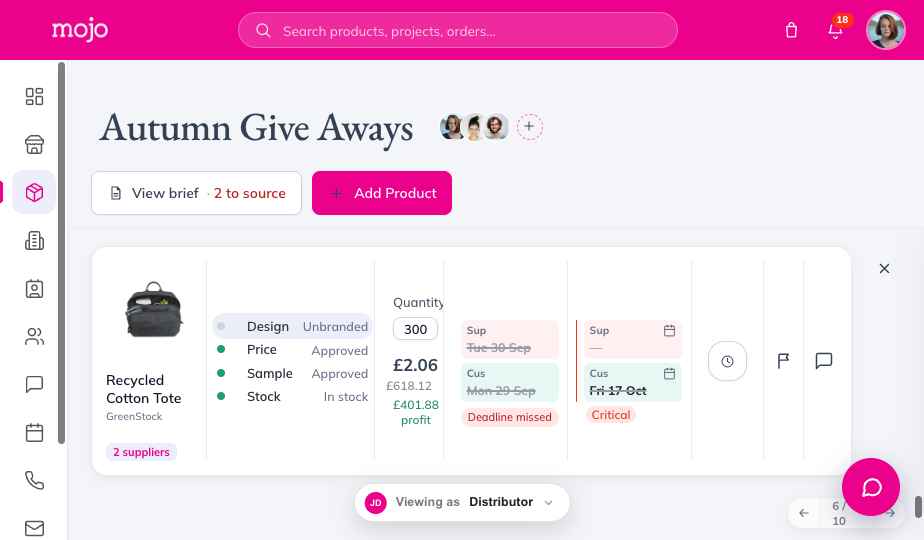 mojo
Search products, projects, orders...
18
Autumn Give Aways
View brief · 2 to source
Add Product
Recycled
Cotton Tote
GreenStock
2 suppliers
Design Unbranded
Price Approved
Sample Approved
Stock In stock
Quantity
300
£2.06
£618.12
£401.88
profit
Sup
Tue 30 Sep
Cus
Mon 29 Sep
Deadline missed
Sup
—
Cus
Fri 17 Oct
Critical
JD Viewing as Distributor
6 /
10